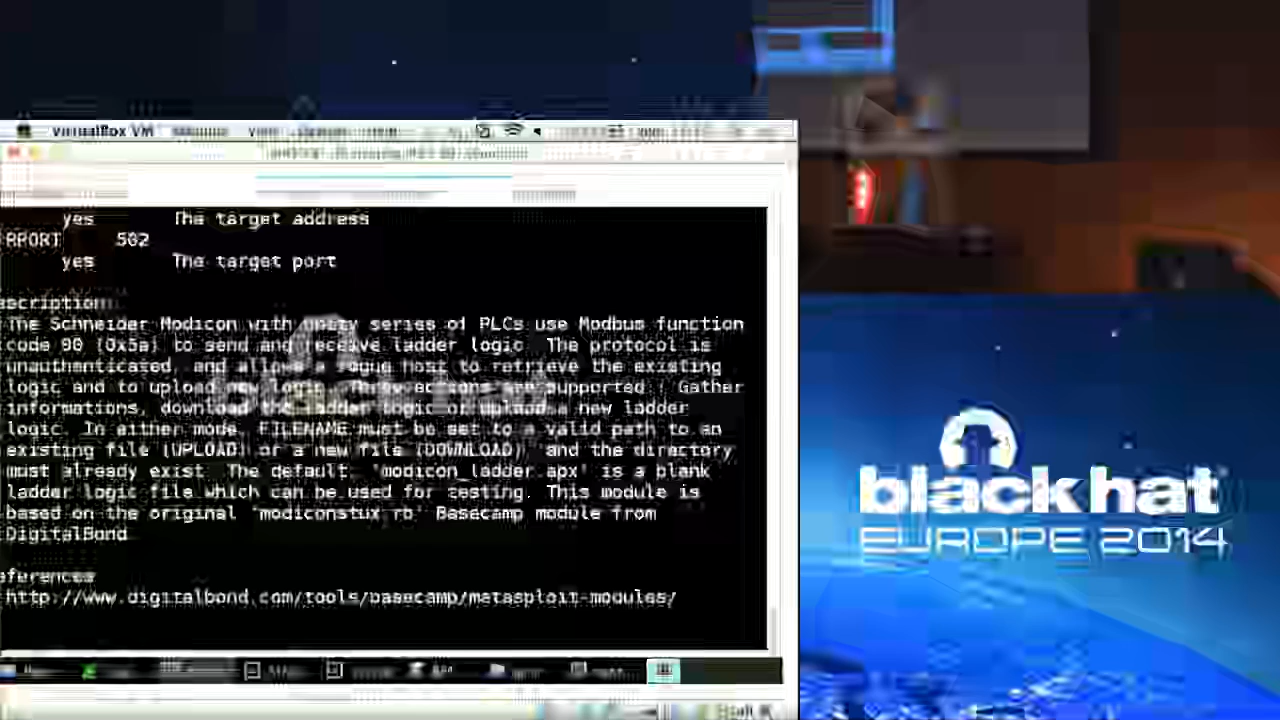 VirtualBox VM
yes The target address
RPORT 502
yes The target port
escription
The Schneider Modicon with unity series of PLCs use Modbus function
code 90 (0x5a) to send and receive ladder logic. The protocol is
unauthenticated, and allows a rogue host to retrieve the existing
logic and to upload new logic. Three actions are supported: Gather
informations, download the ladder logic or upload a new ladder
logic. In either mode, FILENAME must be set to a valid path to an
existing file (UPLOAD) or a new file (DOWNLOAD), and the directory
must already exist. The default, 'modicon_ladder.apx' is a blank
ladder logic file which can be used for testing. This module is
based on the original 'modiconstux.rb' Basecamp module from
DigitalBond
eferences
http://www.digitalbond.com/tools/basecamp/metasploit-modules/
black hat
black hat
EUROPE 2014